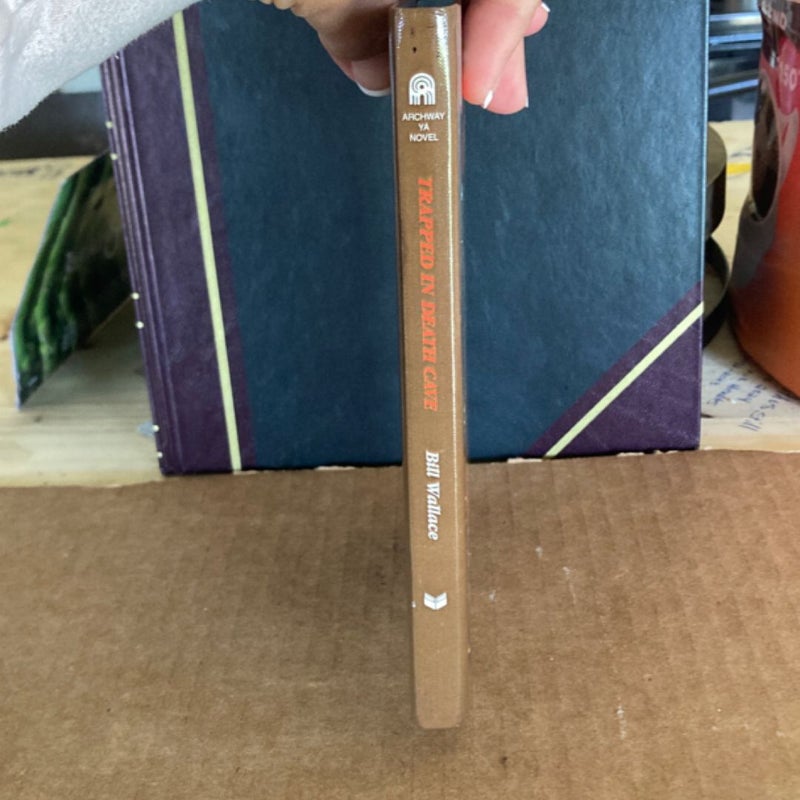 ARCHWAY
YA
NOVEL
TRAPPED IN DEATH CAVE
Bill Wallace